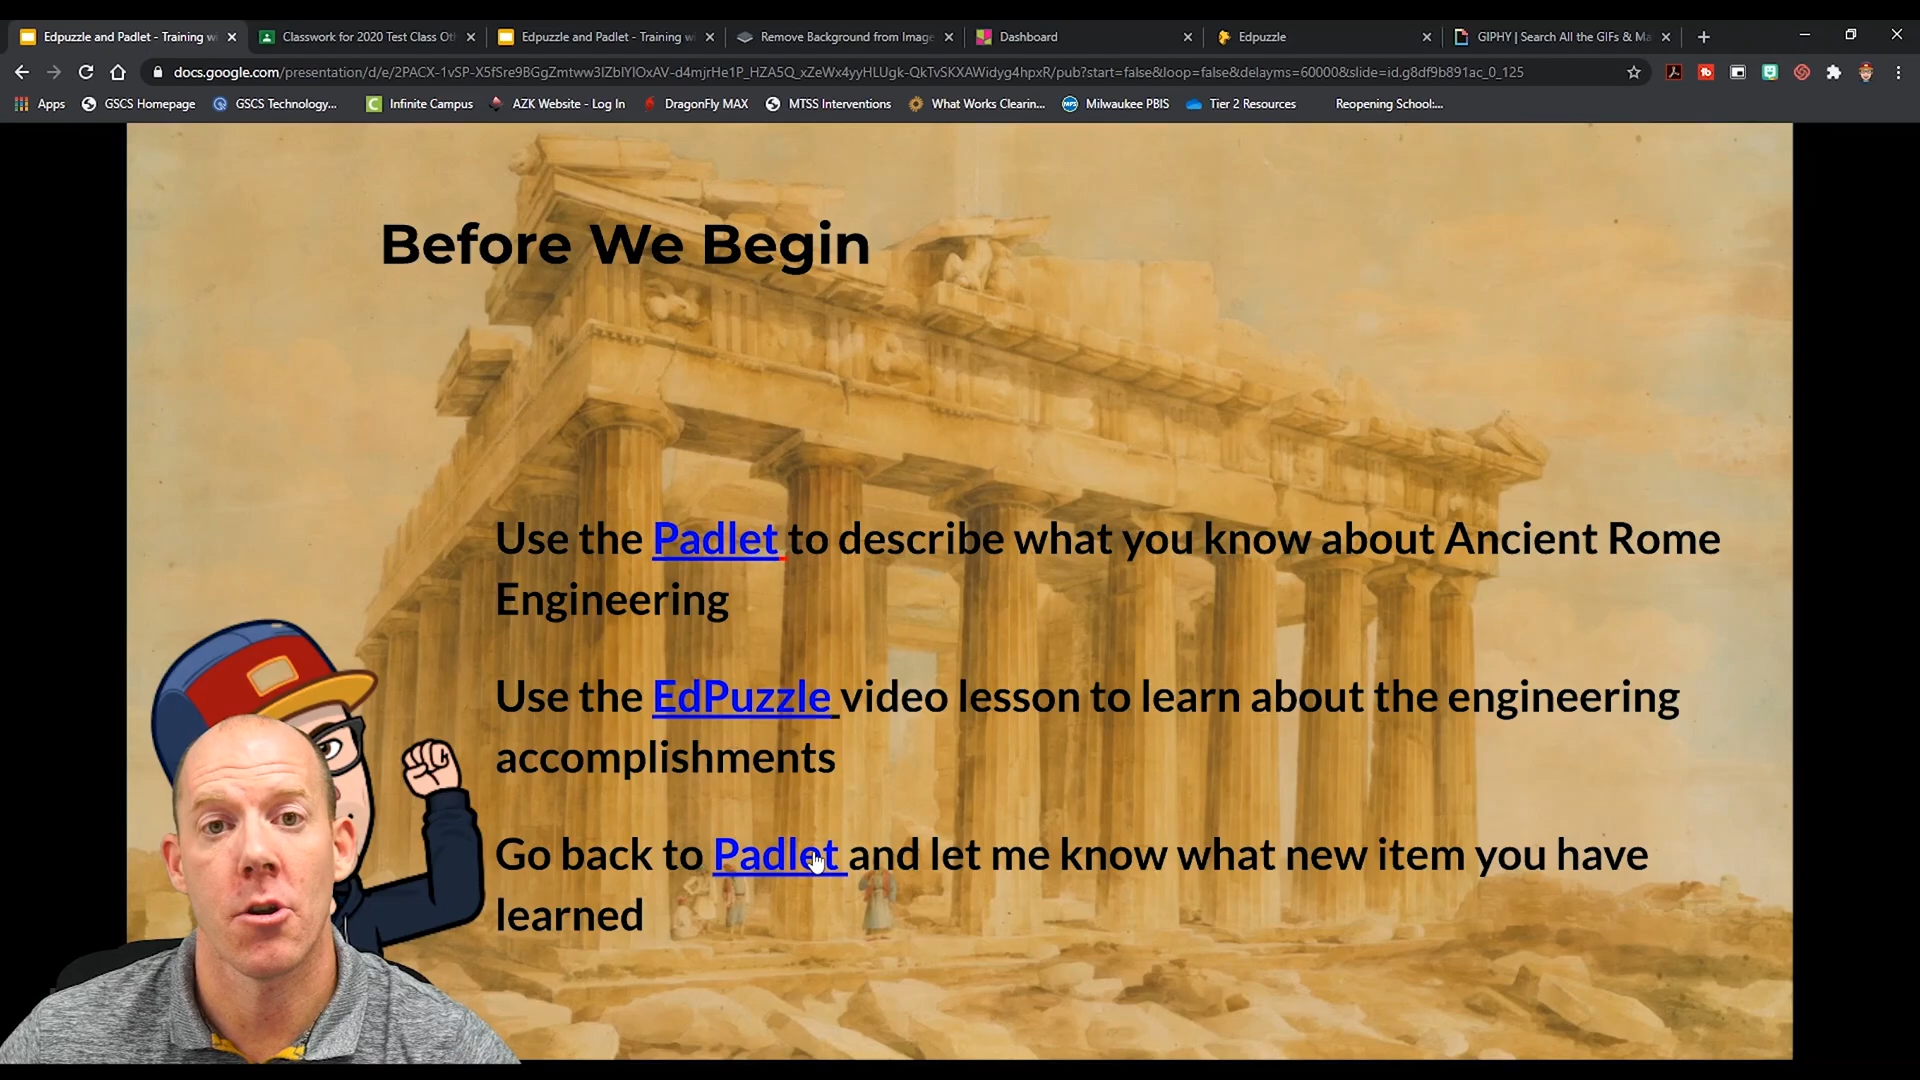 Edpuzzle and Padlet - Training wi
Classwork for 2020 Test Class Ot
Edpuzzle and Padlet - Training wi
Remove Background from Image
Dashboard
Edpuzzle
GIPHY | Search All the GIFs & Ma
docs.google.com/presentation/d/e/2PACX-1vSP-X5fSre9BGgZmtww3IZbIYIOxAV-d4mjrHe1P_HZA5Q_xZeWx4yyHLUgk-QkTvSKXAWidyg4hpxR/pub?start=false&loop=false&delayms=60000&slide=id.g8df9b891ac_0_125
Apps
GSCS Homepage
GSCS Technology...
Infinite Campus
AZK Website - Log In
DragonFly MAX
MTSS Interventions
What Works Clearin...
Milwaukee PBIS
Tier 2 Resources
Reopening School:...
Before We Begin
Use the Padlet to describe what you know about Ancient Rome
Engineering
Use the EdPuzzle video lesson to learn about the engineering
accomplishments
Go back to Padlet and let me know what new item you have
learned